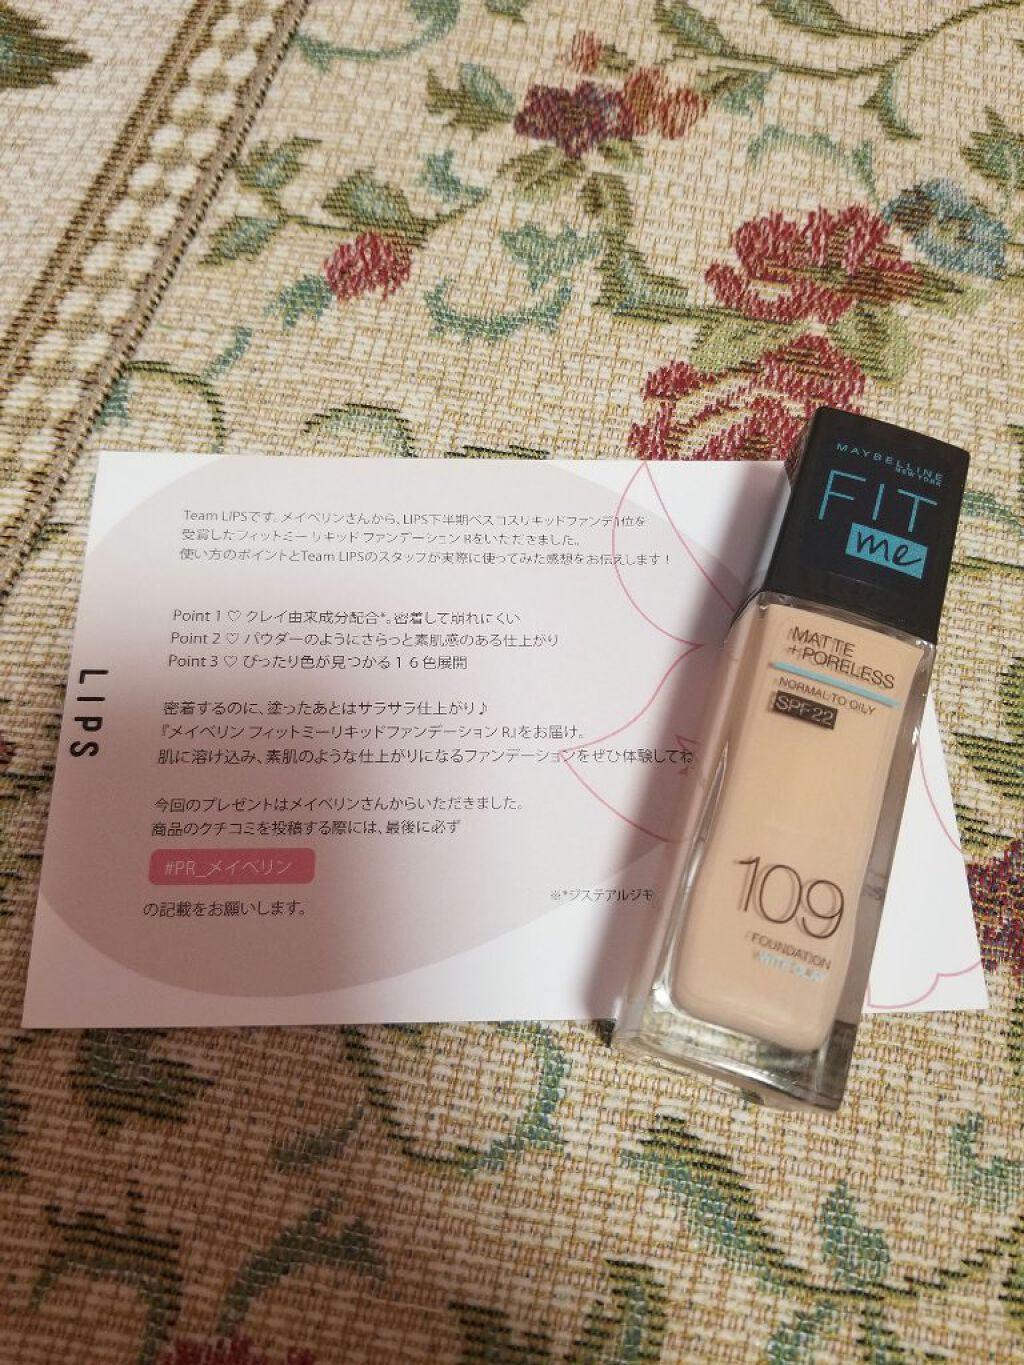 Team LIPSです。メイベリンさんから、LIPS下半期ベスコスリキッドファンデ1位を
受賞したフィットミー リキッド ファンデーション Rをいただきました。
使い方のポイントとTeam LIPSのスタッフが実際に使ってみた感想をお伝えします！
Point 1 ♡ クレイ由来成分配合*。密着して崩れにくい
Point 2 ♡ パウダーのようにさらっと素肌感のある仕上がり
Point 3 ♡ ぴったり色が見つかる１６色展開
密着するのに、塗ったあとはサラサラ仕上がり♪
『メイベリン フィットミーリキッドファンデーション R』をお届け。
肌に溶け込み、素肌のような仕上がりになるファンデーションをぜひ体験してね
今回のプレゼントはメイベリンさんからいただきました。
商品のクチコミを投稿する際には、最後に必ず
#PR_メイベリン
の記載をお願いします。
※*ジステアルジモ
LIPS
MAYBELLINE
NEW YORK
FIT
me
MATTE
+PORELESS
NORMAL TO OILY
SPF 22
109
FOUNDATION